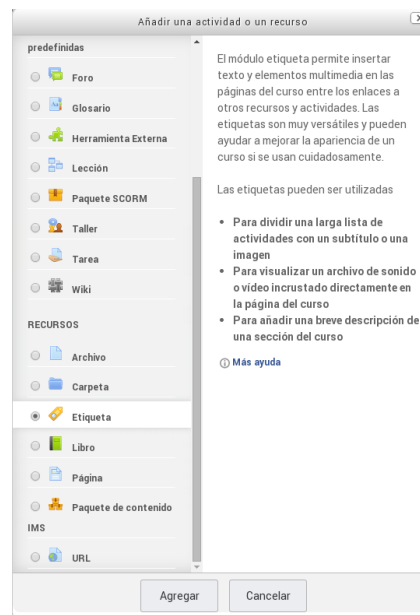 Añadir una actividad o un recurso
predefinidas
Foro
Glosario
Herramienta Externa
Lección
Paquete SCORM
Taller
Tarea
Wiki
RECURSOS
Archivo
Carpeta
Etiqueta
Libro
Página
Paquete de contenido
IMS
URL
El módulo etiqueta permite insertar
texto y elementos multimedia en las
páginas del curso entre los enlaces a
otros recursos y actividades. Las
etiquetas son muy versátiles y pueden
ayudar a mejorar la apariencia de un
curso si se usan cuidadosamente.
Las etiquetas pueden ser utilizadas
• Para dividir una larga lista de
actividades con un subtítulo o una
imagen
• Para visualizar un archivo de sonido
o vídeo incrustado directamente en
la página del curso
• Para añadir una breve descripción de
una sección del curso
Más ayuda
Agregar
Cancelar